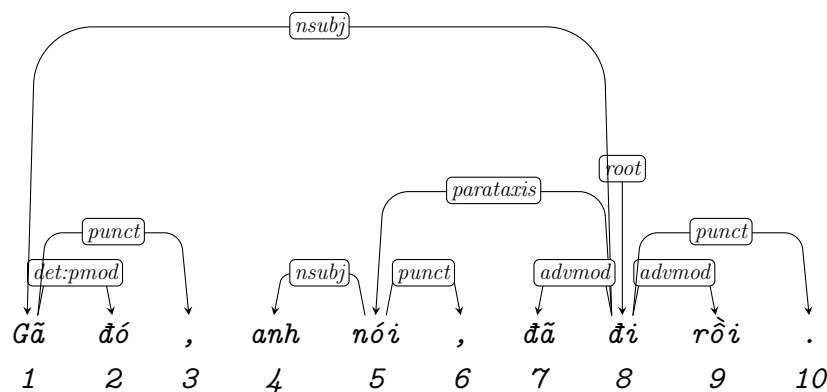 nsubj
root
parataxis
punct punct
det:pmod nsubj punct advmod advmod
Gã đó , anh nói , đã đi rồi .
1 2 3 4 5 6 7 8 9 10